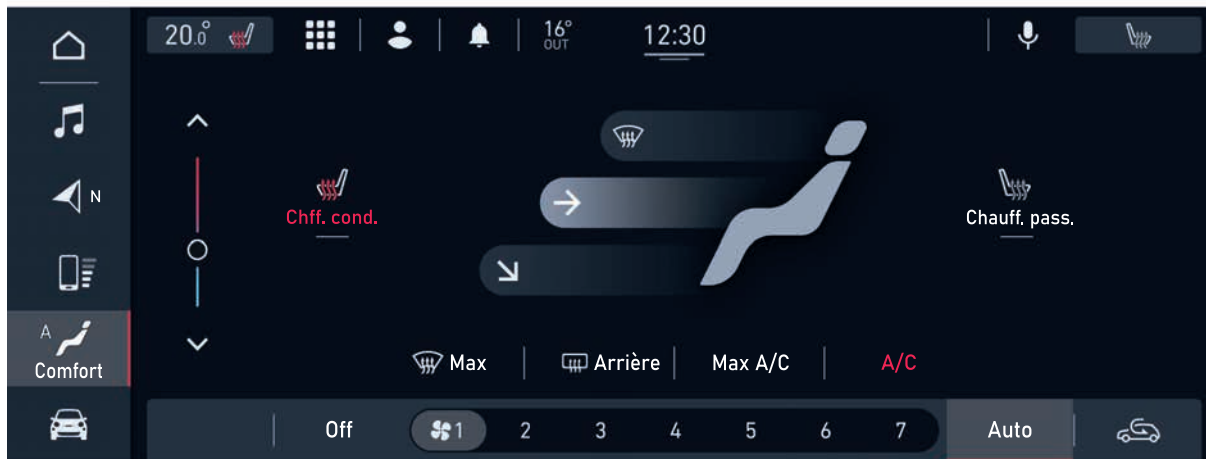 20.0°
16°
OUT
12:30
N
Chff. cond.
Chauff. pass.
A
Comfort
Max
Arrière
Max A/C
A/C
Off
1
2
3
4
5
6
7
Auto